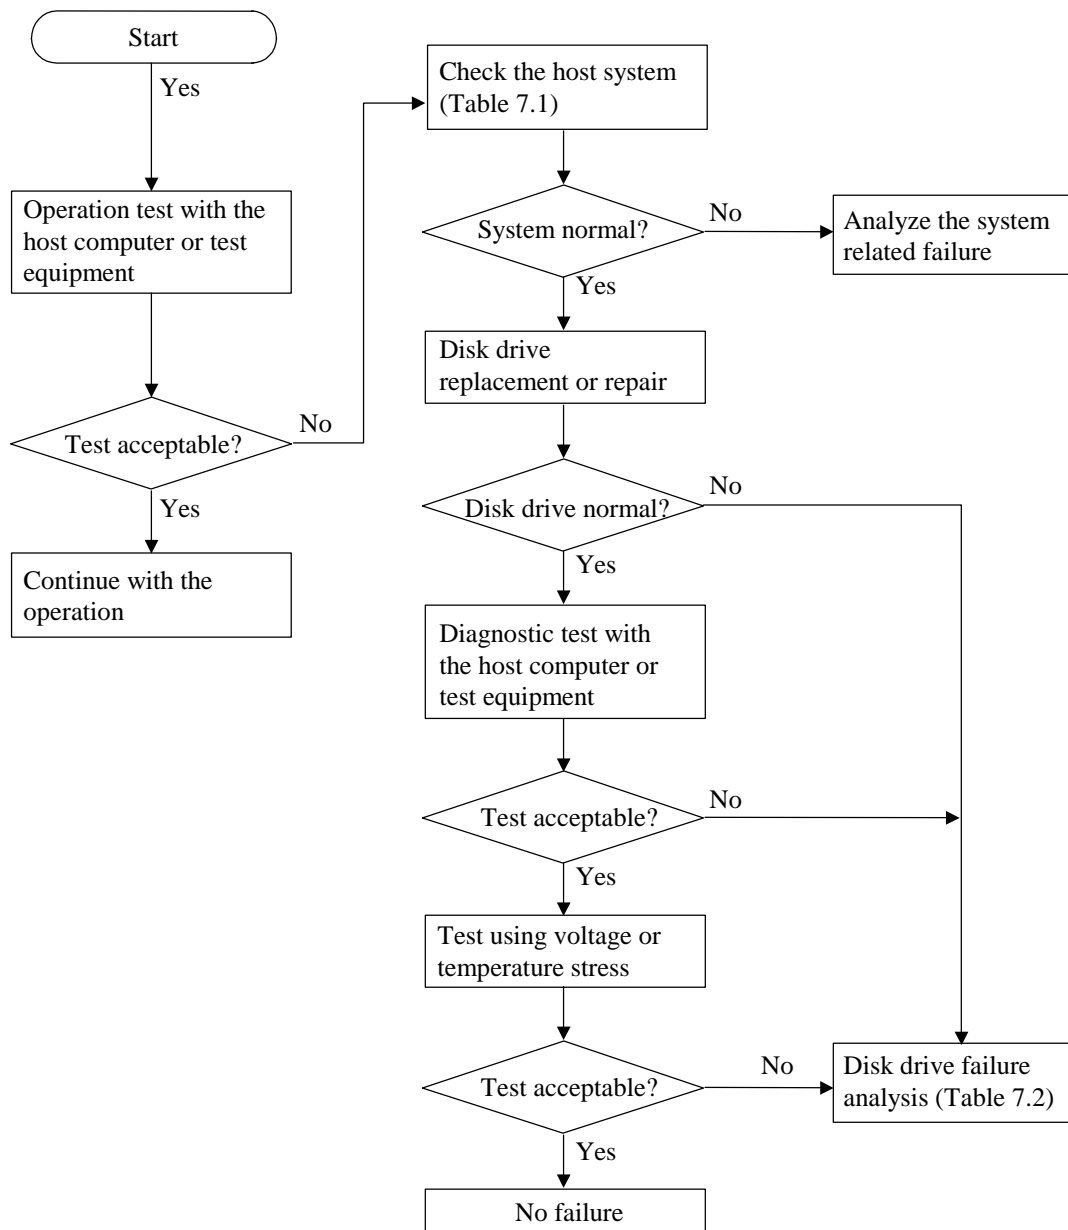 Start
Yes
Operation test with the
host computer or test
equipment
Test acceptable?
No
Yes
Continue with the
operation
Check the host system
(Table 7.1)
System normal?
No
Analyze the system
related failure
Yes
Disk drive
replacement or repair
Disk drive normal?
No
Yes
Diagnostic test with
the host computer or
test equipment
Test acceptable?
No
Yes
Test using voltage or
temperature stress
Test acceptable?
No
Disk drive failure
analysis (Table 7.2)
Yes
No failure